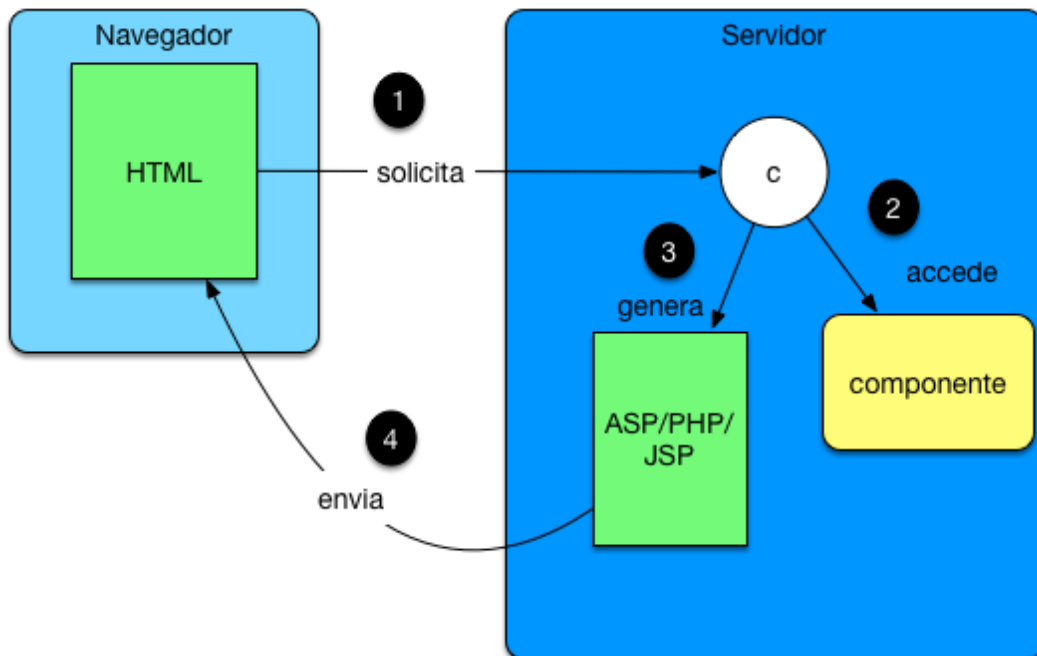 Navegador
Servidor
1
HTML
solicita
c
2
3
accede
genera
componente
ASP/PHP/
JSP
4
envia